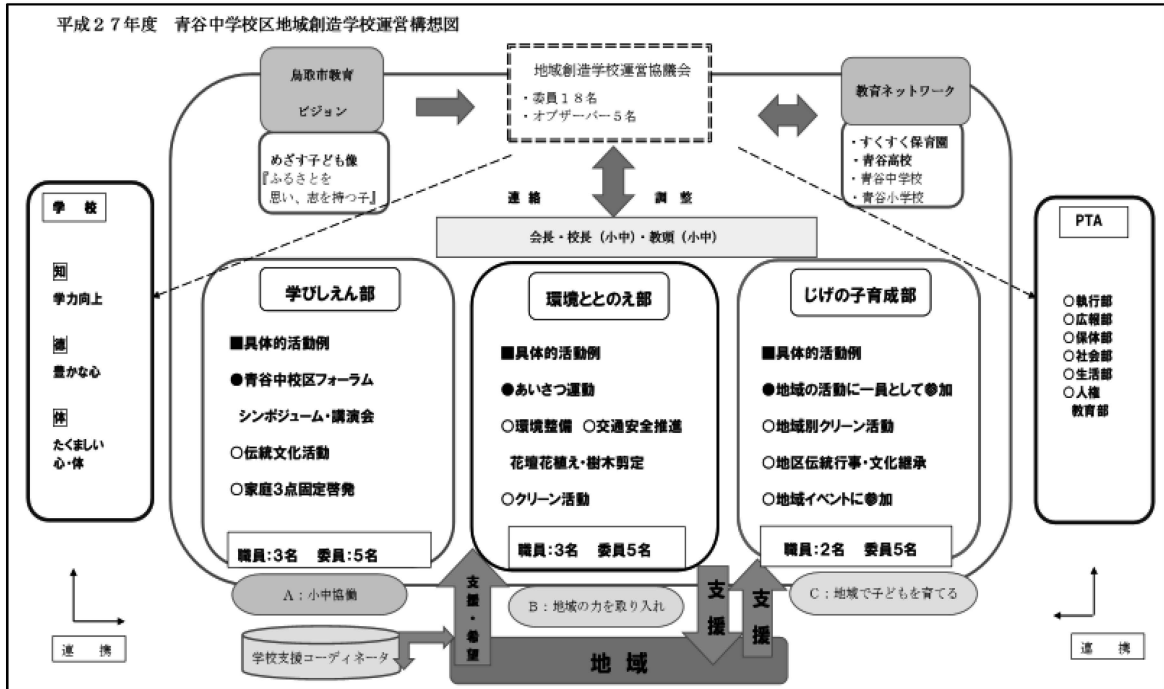 平成27年度　青谷中学校区地域創造学校運営構想図
鳥取市教育
ビジョン
めざす子ども像
『ふるさとを
思い、志を持つ子』
地域創造学校運営協議会
・委員18名
・オブザーバー5名
教育ネットワーク
・すくすく保育園
・青谷高校
・青谷中学校
・青谷小学校
連絡　調整
会長・校長（小中）・教頭（小中）
学校
知
学力向上
徳
豊かな心
体
たくましい
心・体
学びしえん部
■具体的活動例
●青谷中校区フォーラム
シンポジューム・講演会
○伝統文化活動
○家庭3点固定啓発
職員:3名　委員:5名
環境ととのえ部
■具体的活動例
●あいさつ運動
○環境整備　○交通安全推進
花壇花植え・樹木剪定
○クリーン活動
職員:3名　委員5名
じげの子育成部
■具体的活動例
●地域の活動に一員として参加
○地域別クリーン活動
○地区伝統行事・文化継承
○地域イベントに参加
職員:2名　委員5名
PTA
○執行部
○広報部
○保体部
○社会部
○生活部
○人権
教育部
A：小中協働
B：地域の力を取り入れ
C：地域で子どもを育てる
支援・希望
支援
支援
学校支援コーディネータ
地域
連携
連携